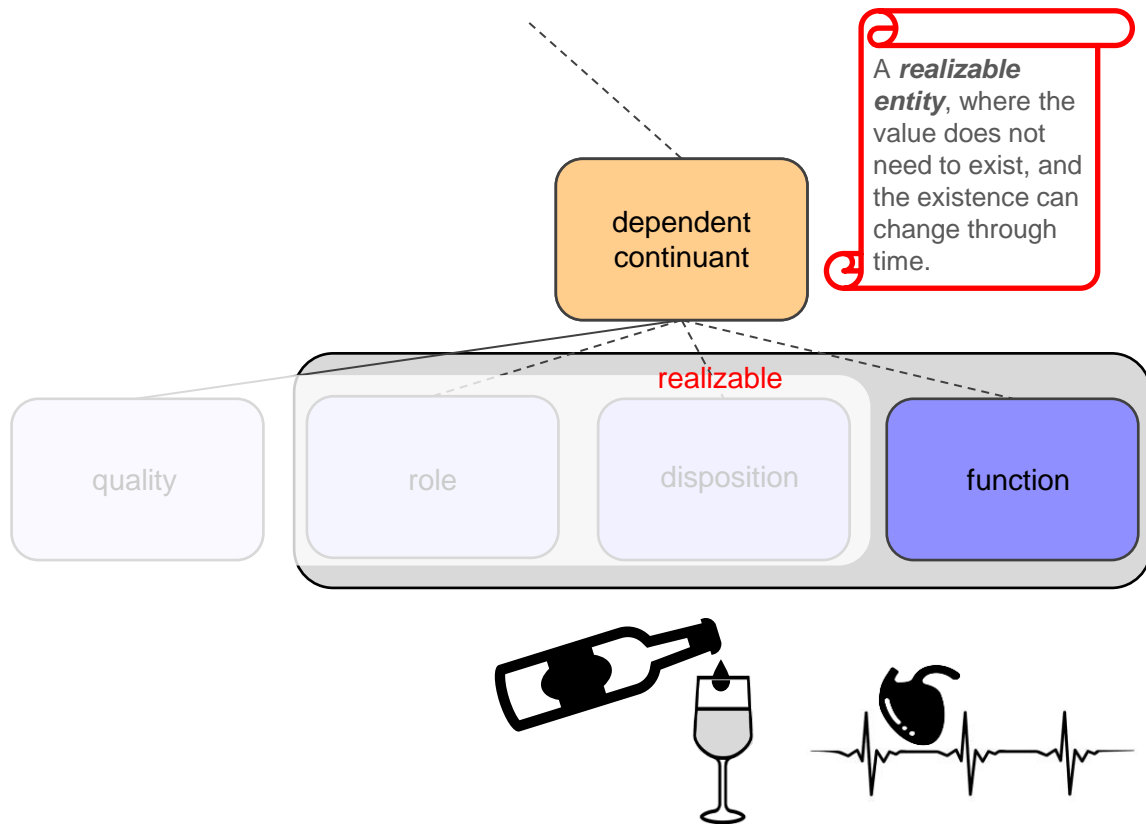 A realizable
entity, where the
value does not
need to exist, and
the existence can
change through
time.
dependent
continuant
realizable
quality
role
disposition
function